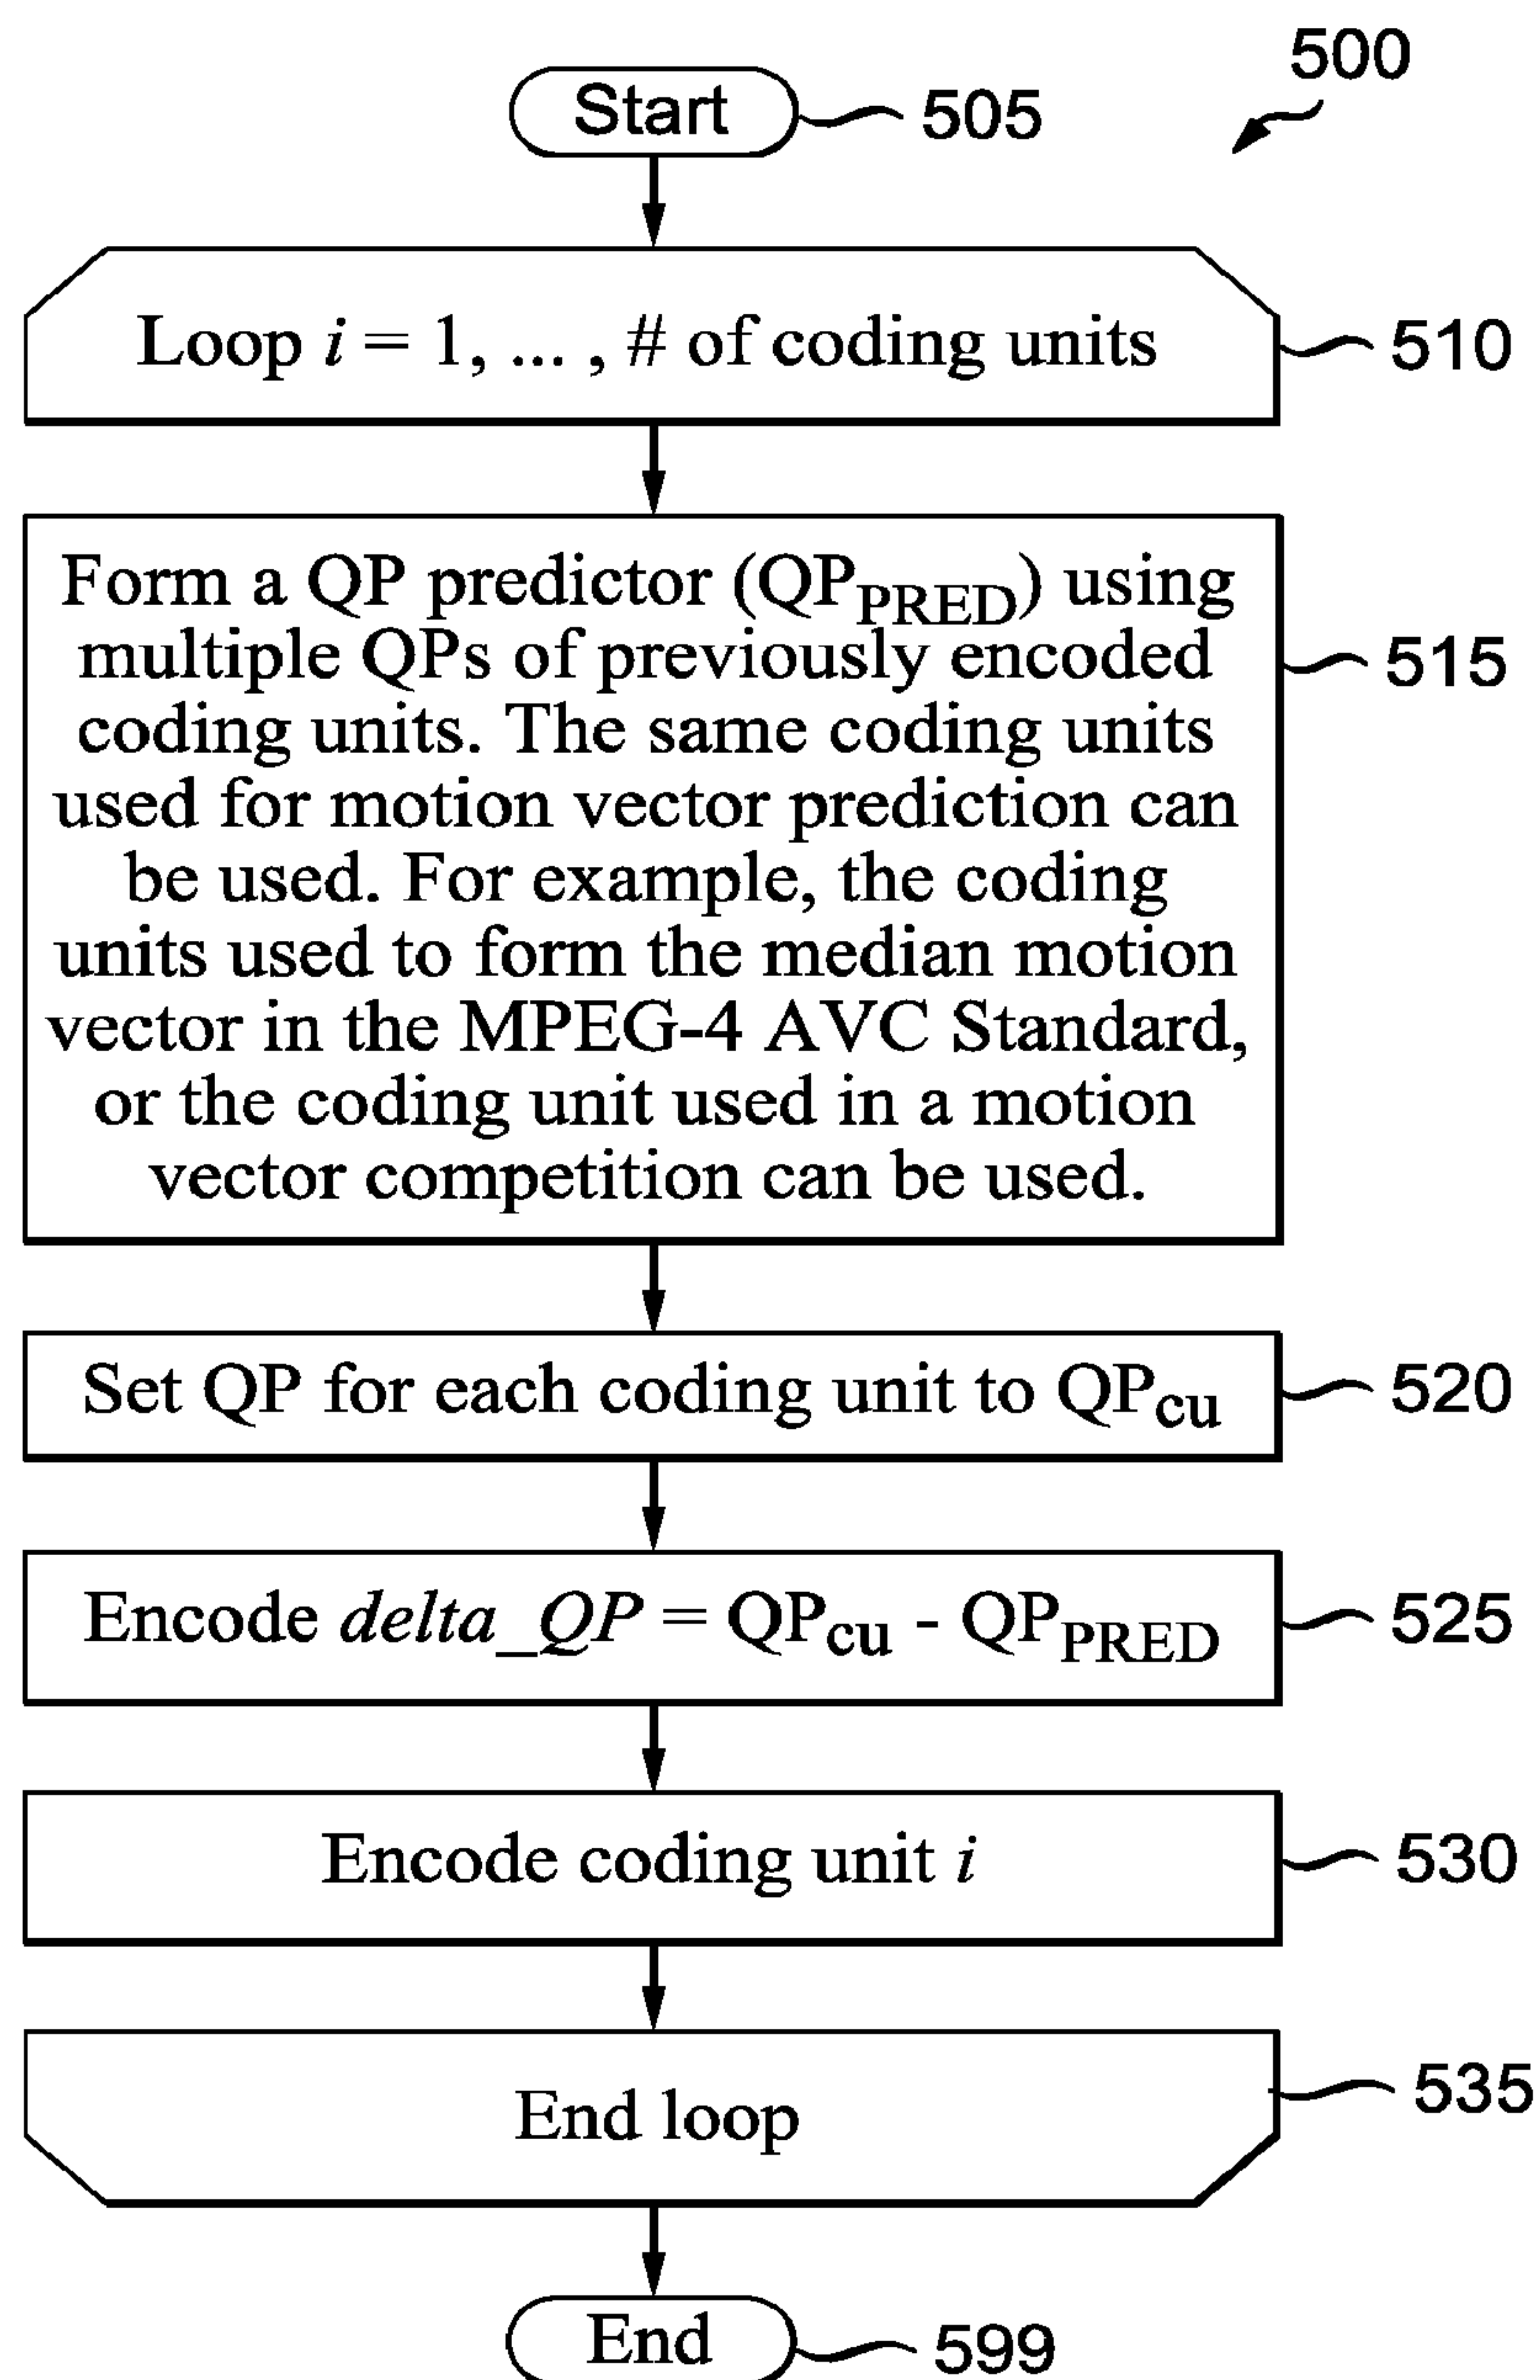 500
Start
505
Loop i = 1, ... , # of coding units
510
Form a QP predictor (QPPRED) using
multiple QPs of previously encoded
coding units. The same coding units
used for motion vector prediction can
be used. For example, the coding
units used to form the median motion
vector in the MPEG-4 AVC Standard,
or the coding unit used in a motion
vector competition can be used.
515
Set QP for each coding unit to QPcu
520
Encode delta_QP = QPcu - QPPRED
525
Encode coding unit i
530
End loop
535
End
599